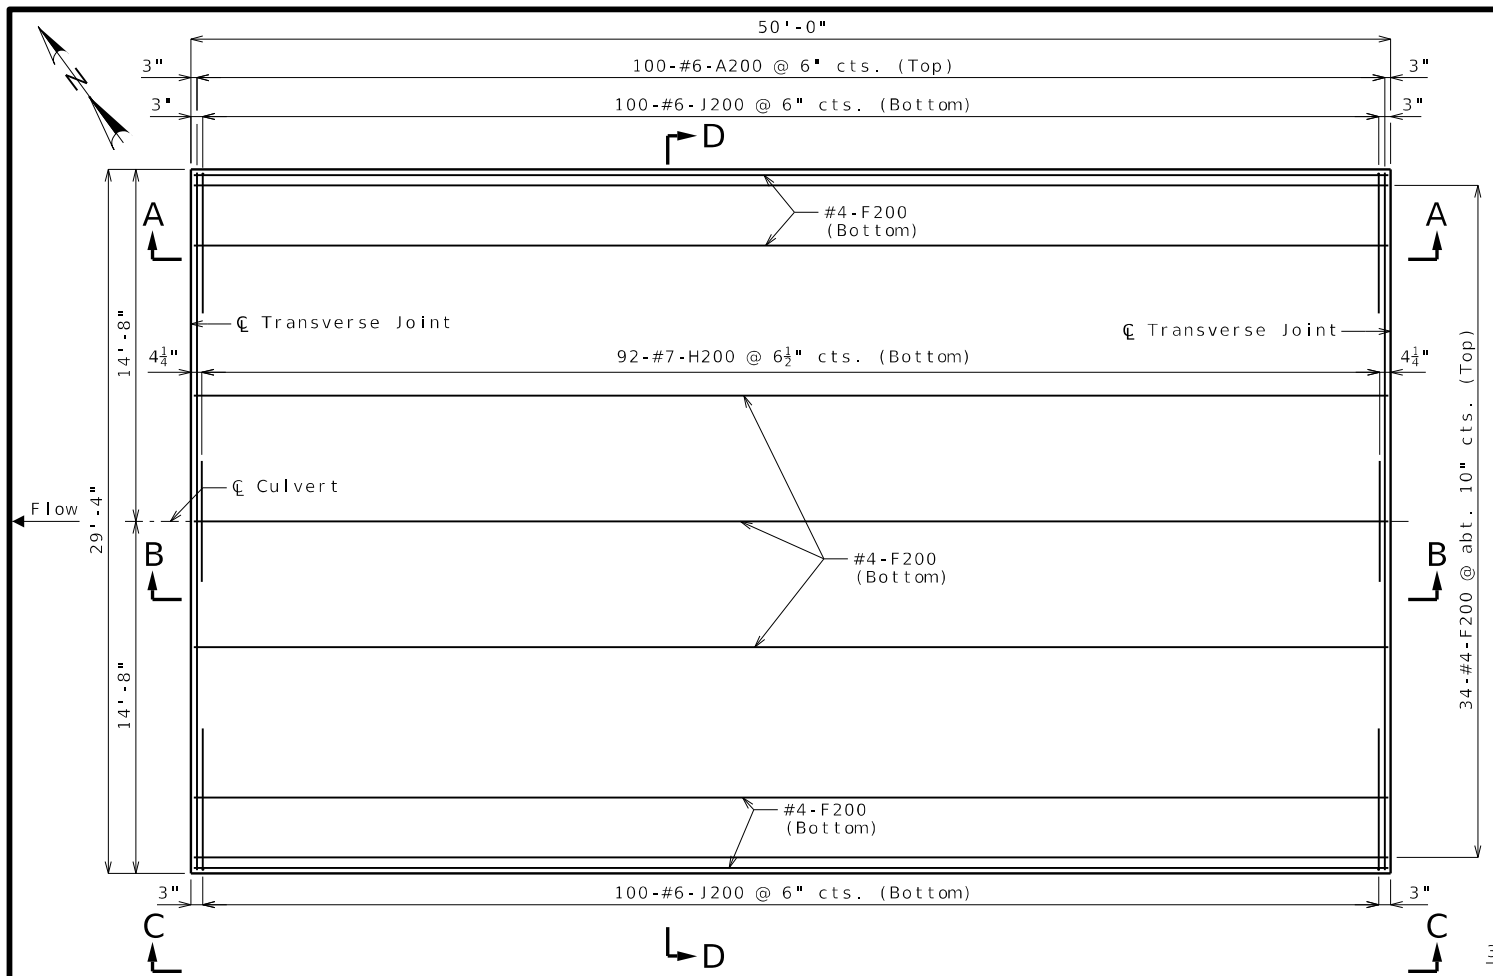 50'-0"
3" 100-#6-A200 @ 6" cts. (Top) 3"
N
3" 100-#6-J200 @ 6" cts. (Bottom) 3"
D
A A
#4-F200
(Bottom)
℄ Transverse Joint
℄ Transverse Joint
14'-8"
4¼" 92-#7-H200 @ 6½" cts. (Bottom) 4¼"
34-#4-F200 @ abt. 10" cts. (Top)
℄ Culvert
Flow
29'-4"
B B
#4-F200
(Bottom)
14'-8"
#4-F200
(Bottom)
3" 100-#6-J200 @ 6" cts. (Bottom) 3"
C C
D